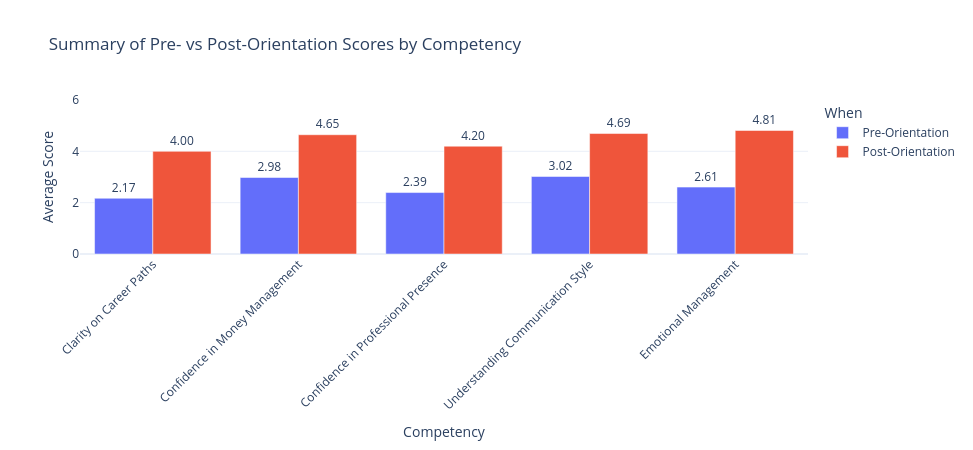 Summary of Pre- vs Post-Orientation Scores by Competency
Average Score
6
4
2
0
2.17
4.00
2.98
4.65
2.39
4.20
3.02
4.69
2.61
4.81
Clarity on Career Paths
Confidence in Money Management
Confidence in Professional Presence
Understanding Communication Style
Emotional Management
Competency
When
Pre-Orientation
Post-Orientation